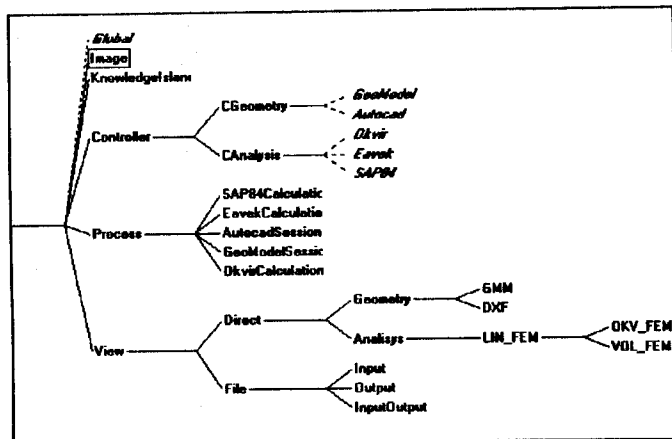 Global
Image
KnowledgeIslan
Controller
CGeometry
GeoModel
Autocad
CAnalysis
Okvir
Eavek
SAP84
Process
SAP84Calculatic
EavekCalculatio
AutocadSession
GeoModelSessic
OkvirCalculation
View
Direct
Geometry
GMM
DXF
Analisys
LIN_FEM
OKV_FEM
VOL_FEM
File
Input
Output
InputOutput